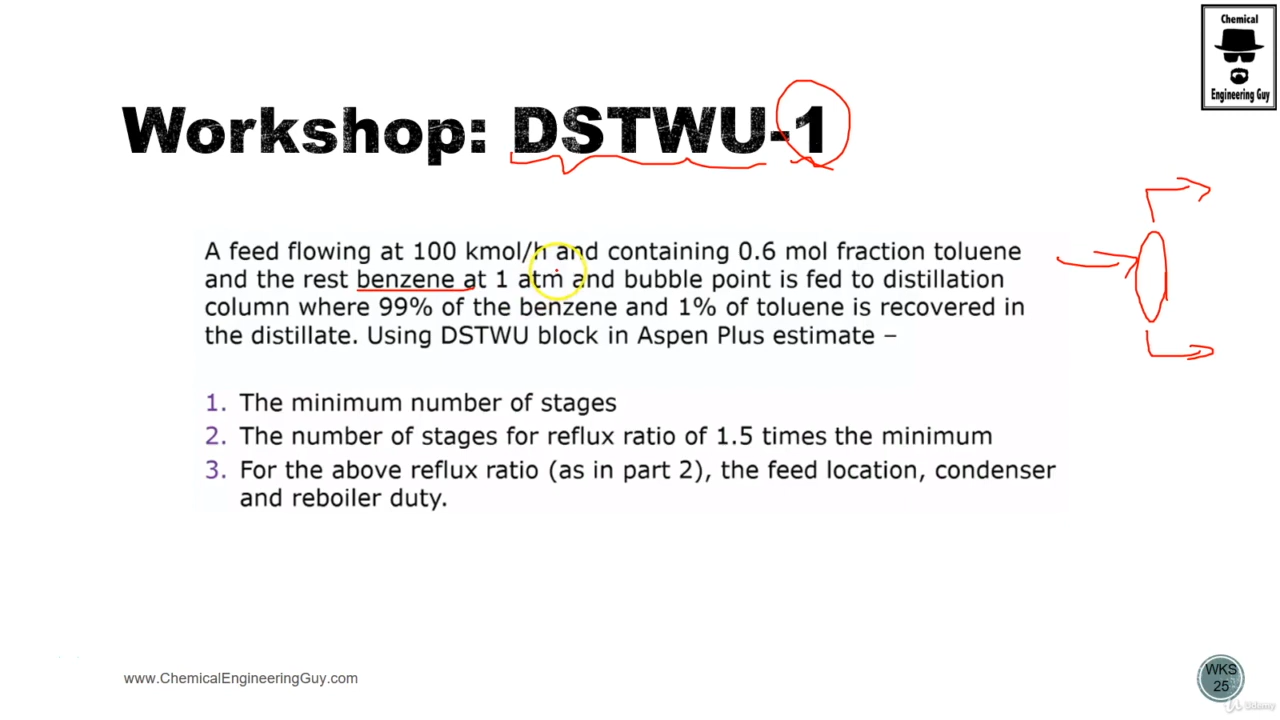 Chemical
Engineering Guy
Workshop: DSTWU-1
A feed flowing at 100 kmol/h and containing 0.6 mol fraction toluene
and the rest benzene at 1 atm and bubble point is fed to distillation
column where 99% of the benzene and 1% of toluene is recovered in
the distillate. Using DSTWU block in Aspen Plus estimate –
1. The minimum number of stages
2. The number of stages for reflux ratio of 1.5 times the minimum
3. For the above reflux ratio (as in part 2), the feed location, condenser
and reboiler duty.
www.ChemicalEngineeringGuy.com
WKS
25
Udemy